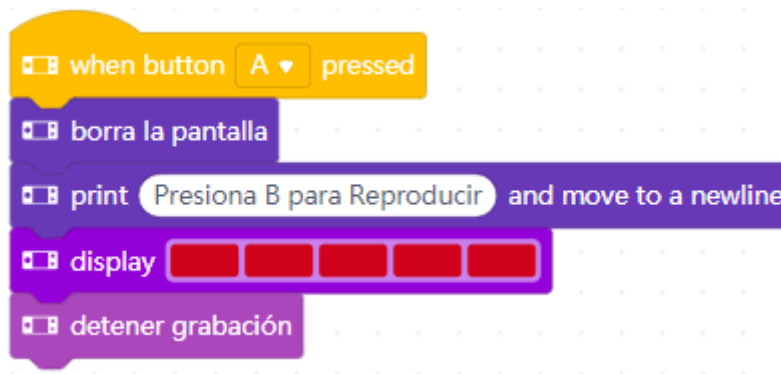 when button A pressed
borra la pantalla
print Presiona B para Reproducir and move to a newline
display
detener grabación